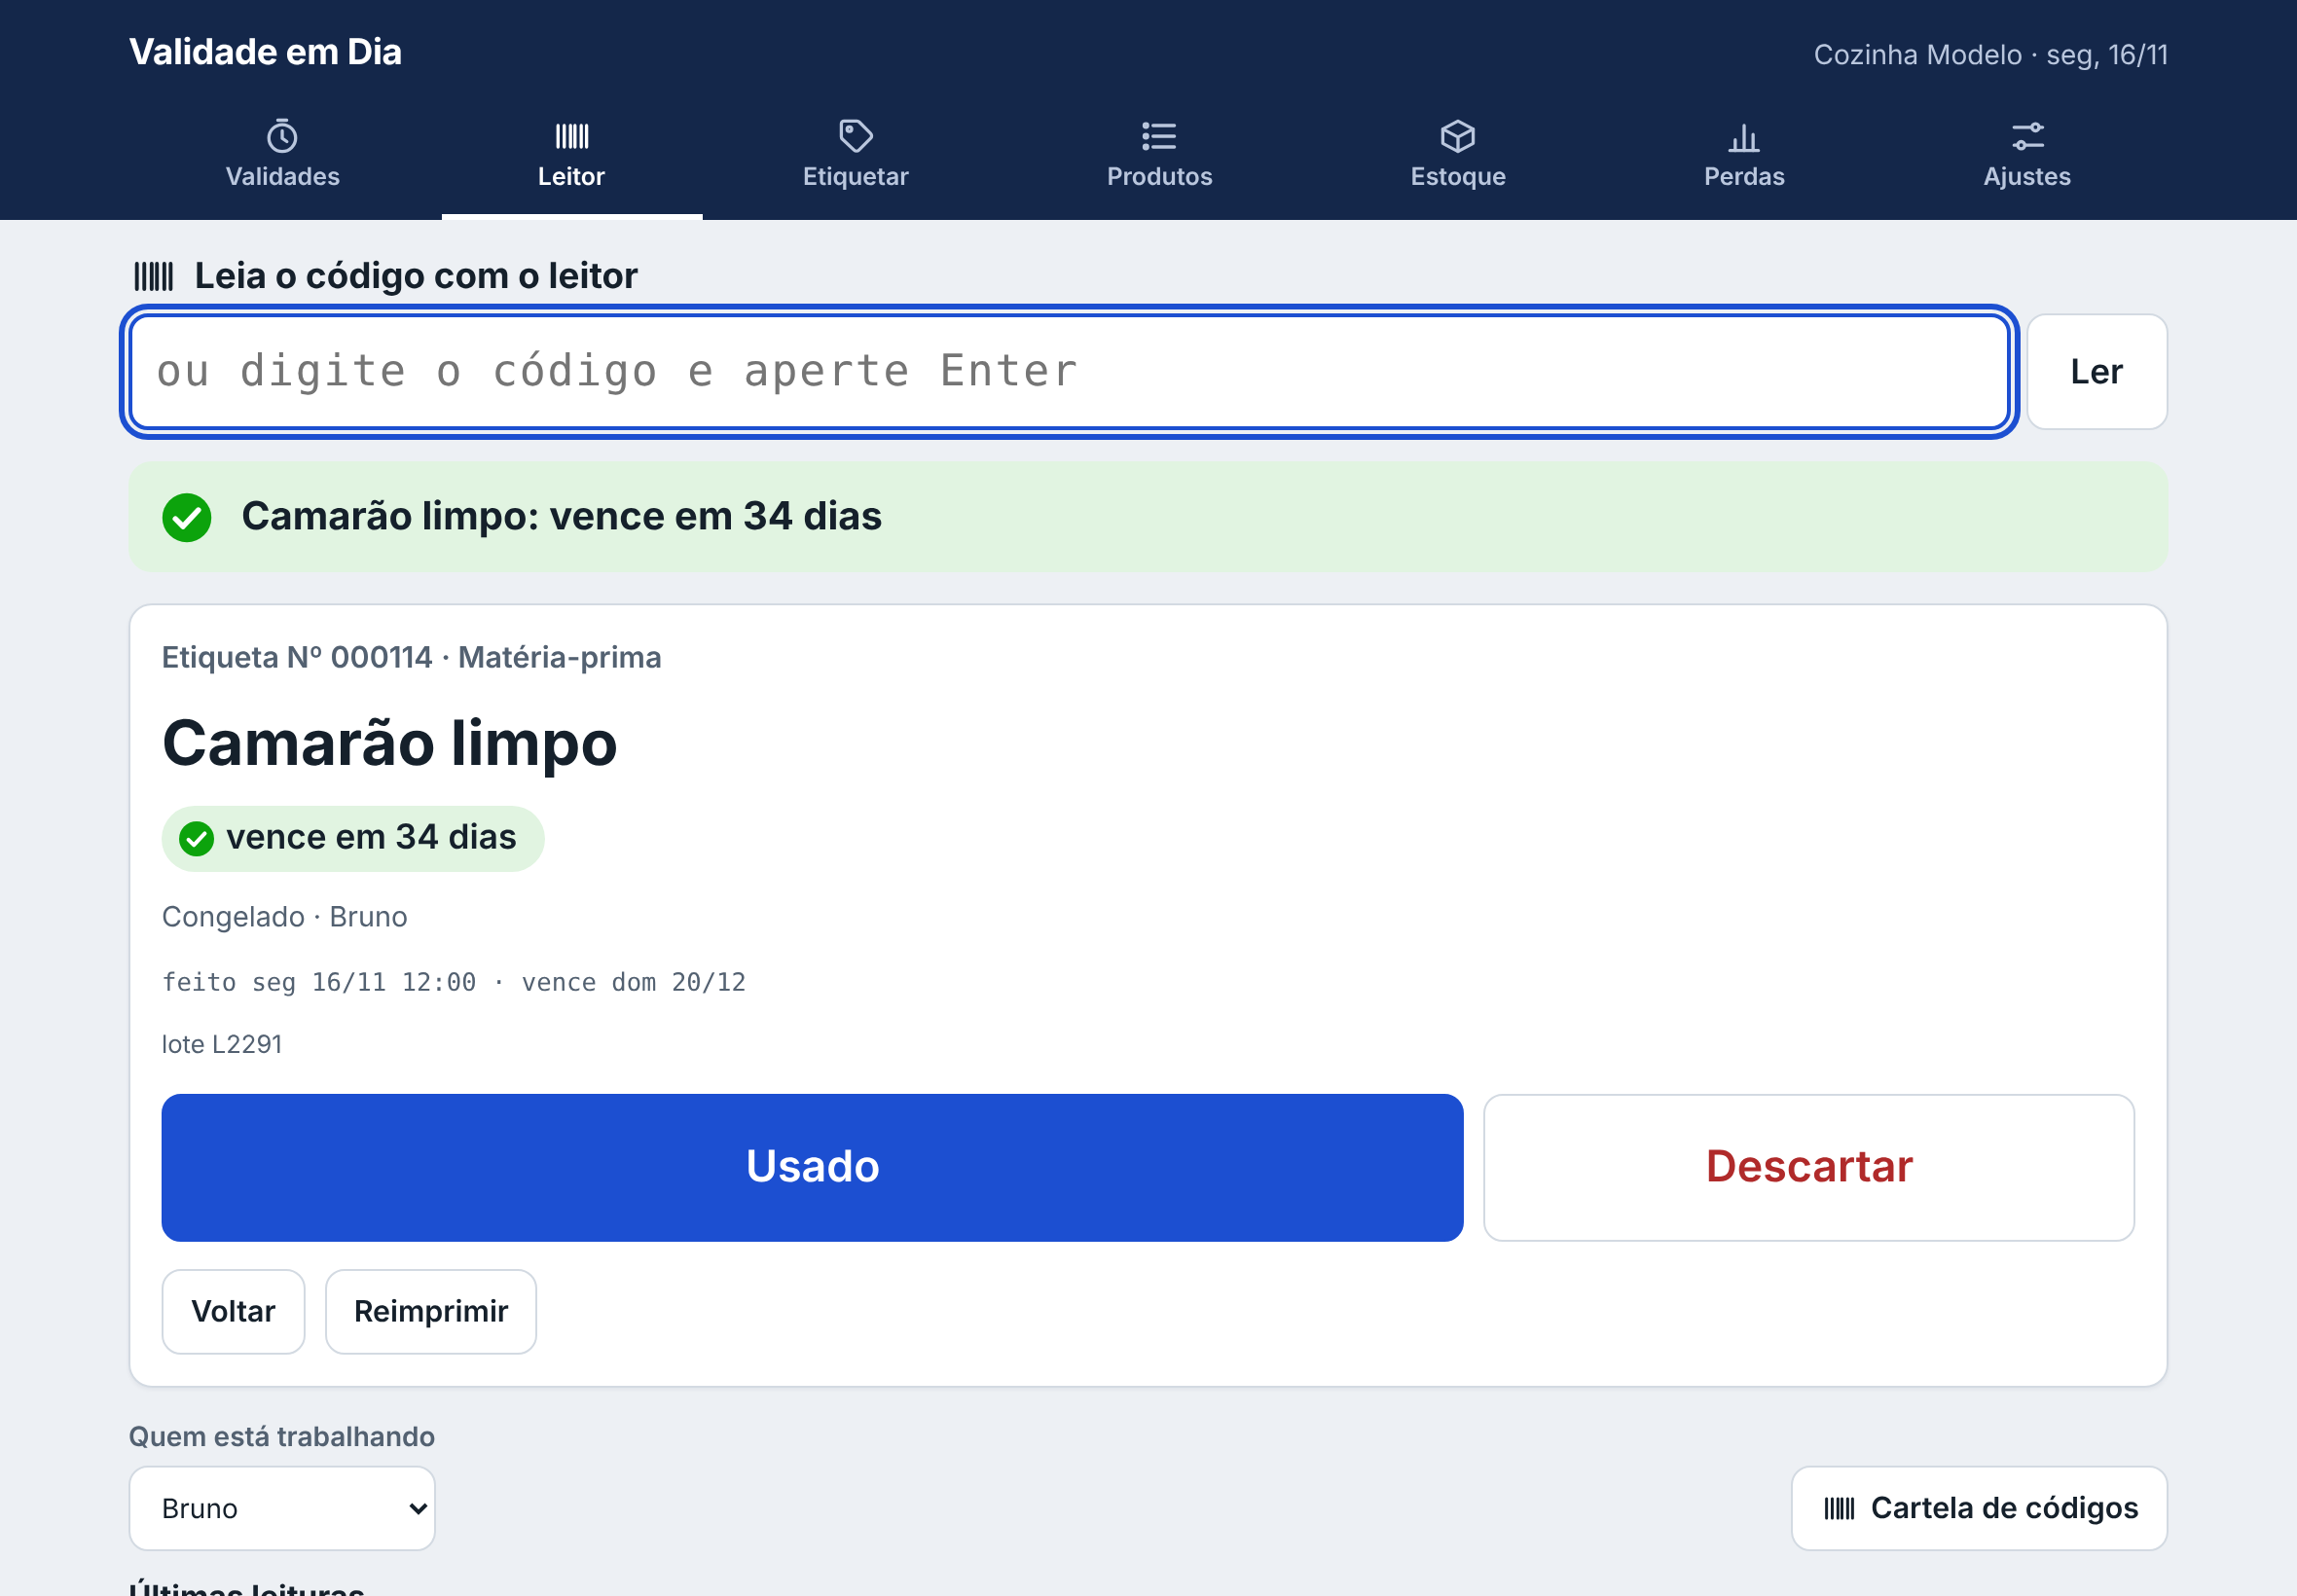 Validade em Dia
Cozinha Modelo · seg, 16/11
Validades
Leitor
Etiquetar
Produtos
Estoque
Perdas
Ajustes
Leia o código com o leitor
ou digite o código e aperte Enter
Ler
Camarão limpo: vence em 34 dias
Etiqueta Nº 000114 · Matéria-prima
Camarão limpo
vence em 34 dias
Congelado · Bruno
feito seg 16/11 12:00 · vence dom 20/12
lote L2291
Usado
Descartar
Voltar
Reimprimir
Quem está trabalhando
Bruno
Cartela de códigos
Últimas leituras